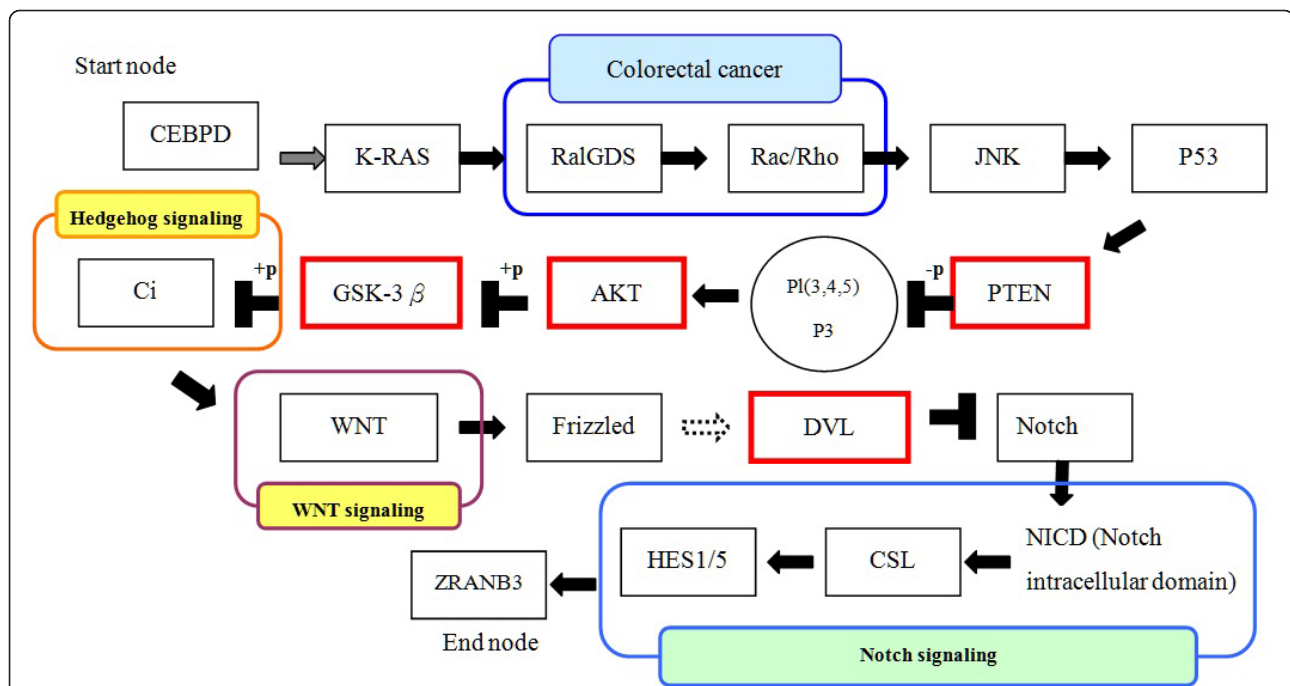 Start node
Colorectal cancer
CEBPD
K-RAS
RalGDS
Rac/Rho
JNK
P53
Hedgehog signaling
Ci
+p
GSK-3 β
+p
AKT
Pl(3,4,5)
P3
-p
PTEN
WNT
Frizzled
DVL
Notch
WNT signaling
NICD (Notch
intracellular domain)
CSL
HES1/5
ZRANB3
End node
Notch signaling